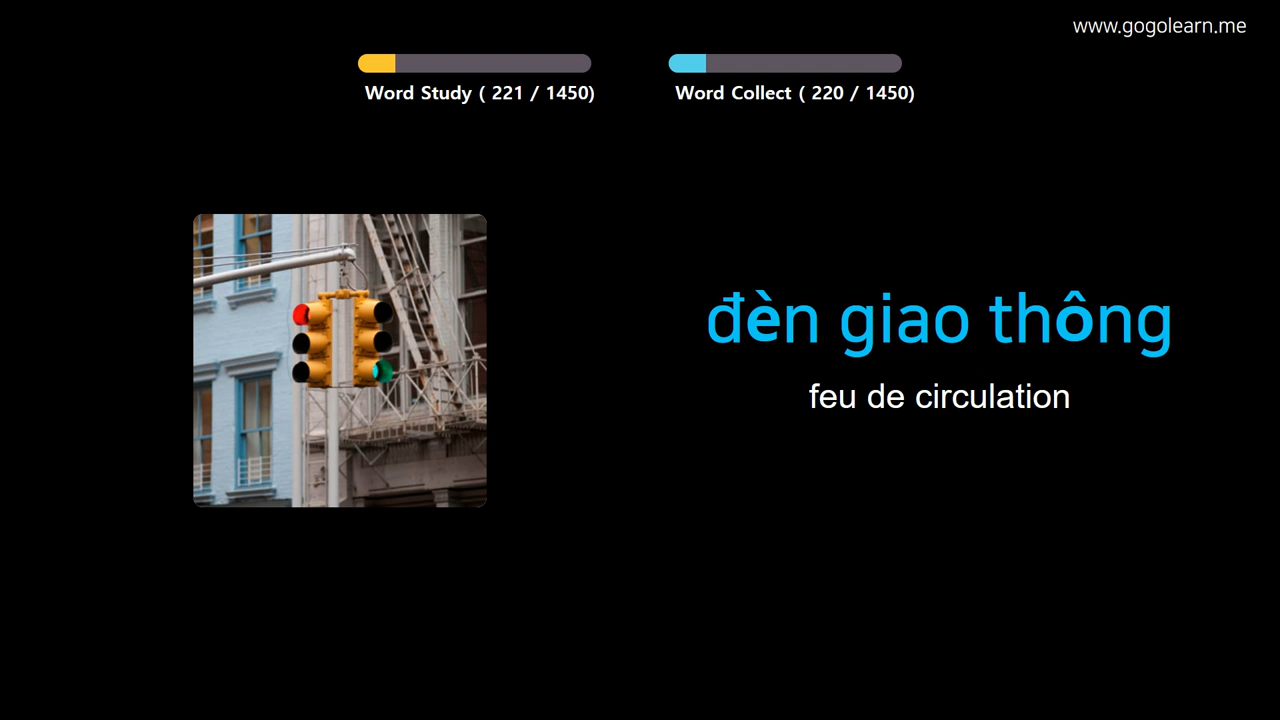 www.gogolearn.me
Word Study ( 221 / 1450)
Word Collect ( 220 / 1450)
đèn giao thông
feu de circulation